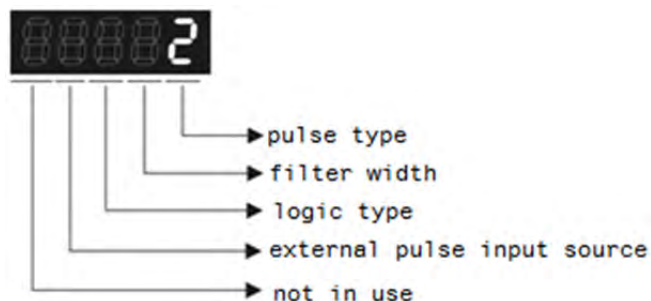 2
pulse type
filter width
logic type
external pulse input source
not in use